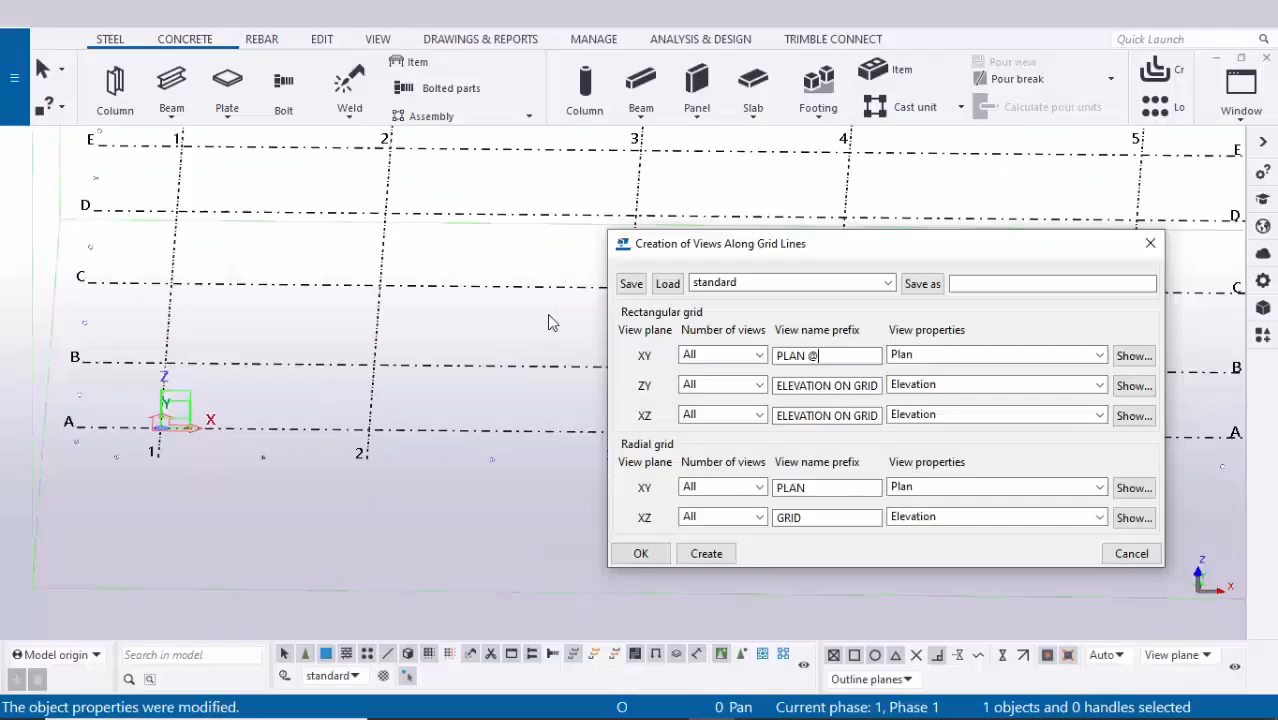 STEEL CONCRETE REBAR EDIT VIEW DRAWINGS & REPORTS MANAGE ANALYSIS & DESIGN TRIMBLE CONNECT Quick Launch
Item Pour new
Bolted parts Item Pour break Cr
Column Beam Plate Bolt Weld Assembly Column Beam Panel Slab Footing Cast unit Calculate pour units Lo Window
E 1 2 3 4 5 E
D D
Creation of Views Along Grid Lines
C C
Save Load standard Save as
Rectangular grid
View plane Number of views View name prefix View properties
XY All PLAN @ Plan Show...
B B
ZY All ELEVATION ON GRID Elevation Show...
XZ All ELEVATION ON GRID Elevation Show...
Z
Y
X
A A
1 2
Radial grid
View plane Number of views View name prefix View properties
XY All PLAN Plan Show...
XZ All GRID Elevation Show...
OK Create Cancel
Z
X
Model origin Search in model Auto View plane
standard Outline planes
The object properties were modified. O 0 Pan Current phase: 1, Phase 1 1 objects and 0 handles selected